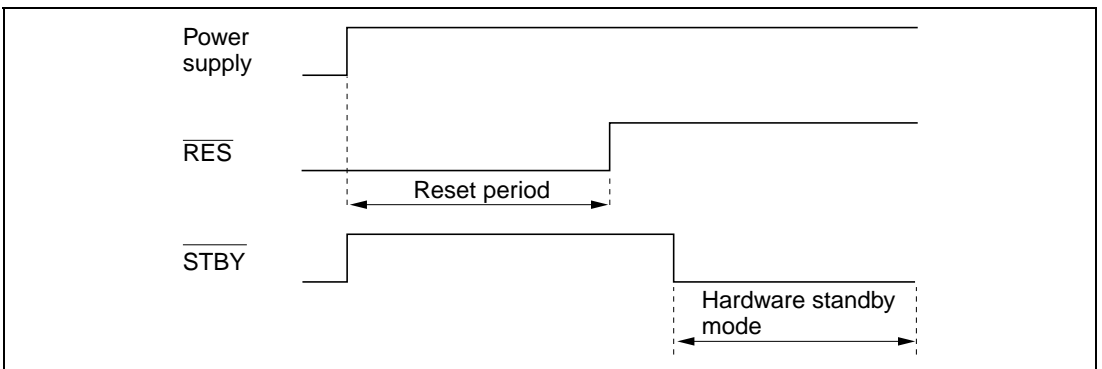 Power
supply
RES
Reset period
STBY
Hardware standby
mode